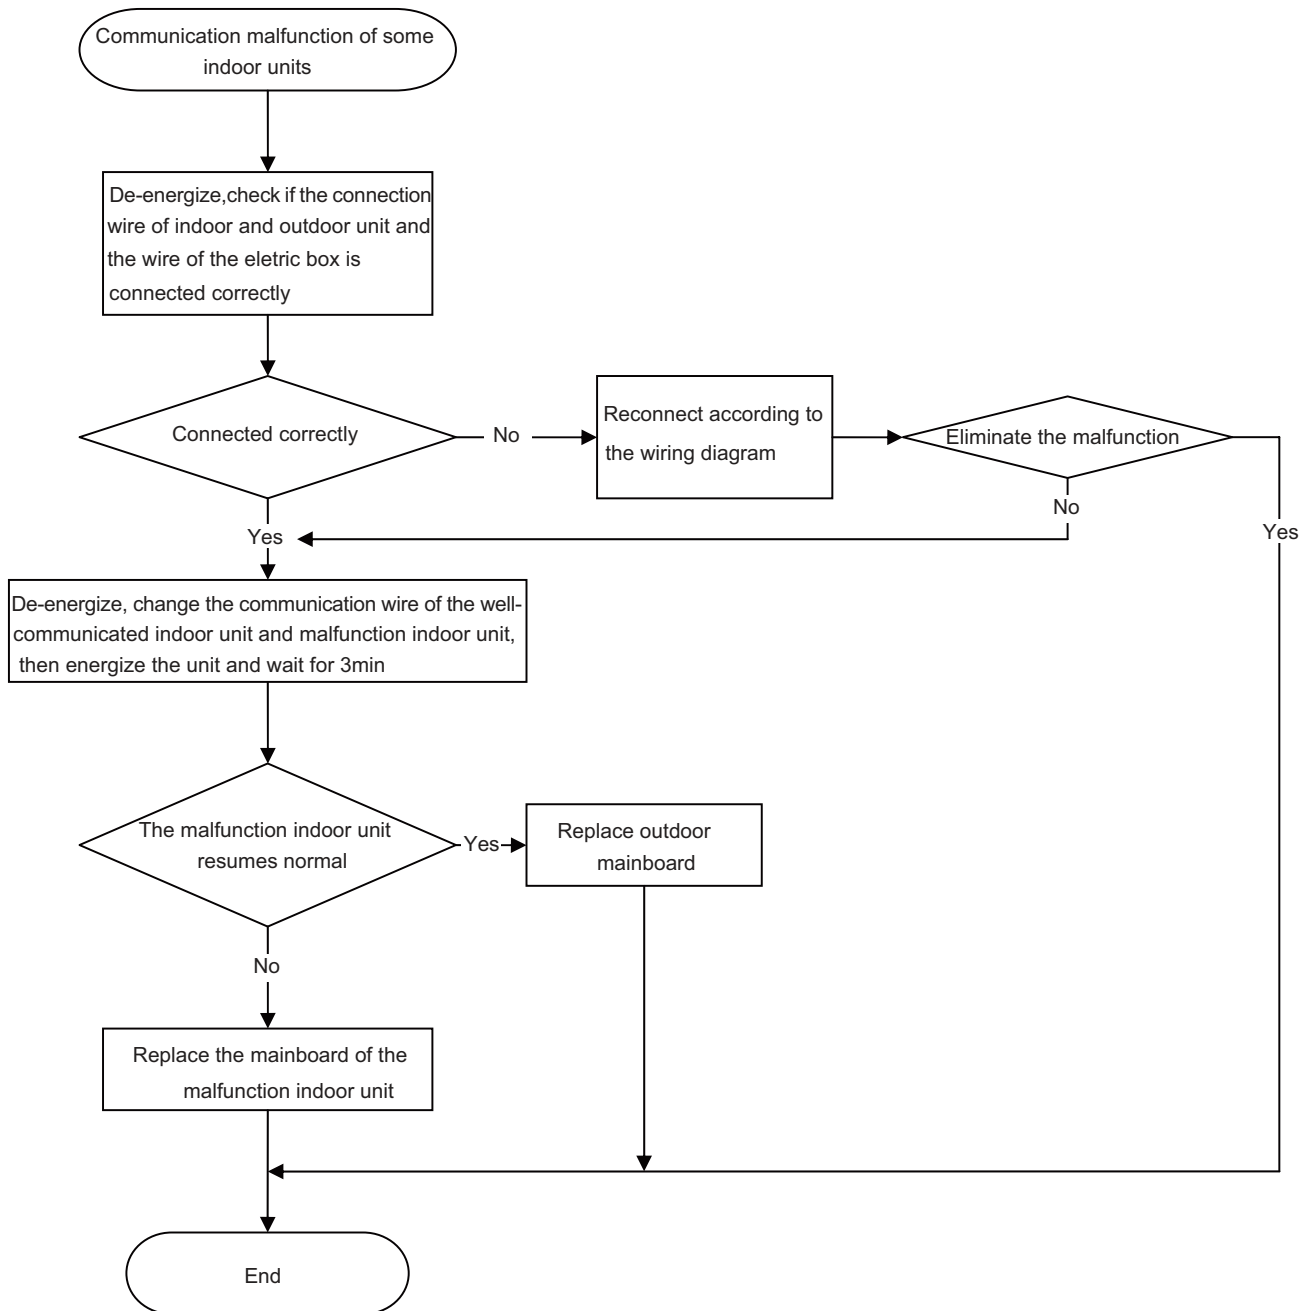 Communication malfunction of some
indoor units
De-energize,check if the connection
wire of indoor and outdoor unit and
the wire of the eletric box is
connected correctly
Connected correctly
No
Reconnect according to
the wiring diagram
Eliminate the malfunction
No
Yes
Yes
De-energize, change the communication wire of the well-
communicated indoor unit and malfunction indoor unit,
then energize the unit and wait for 3min
The malfunction indoor unit
resumes normal
Yes
Replace outdoor
mainboard
No
Replace the mainboard of the
malfunction indoor unit
End